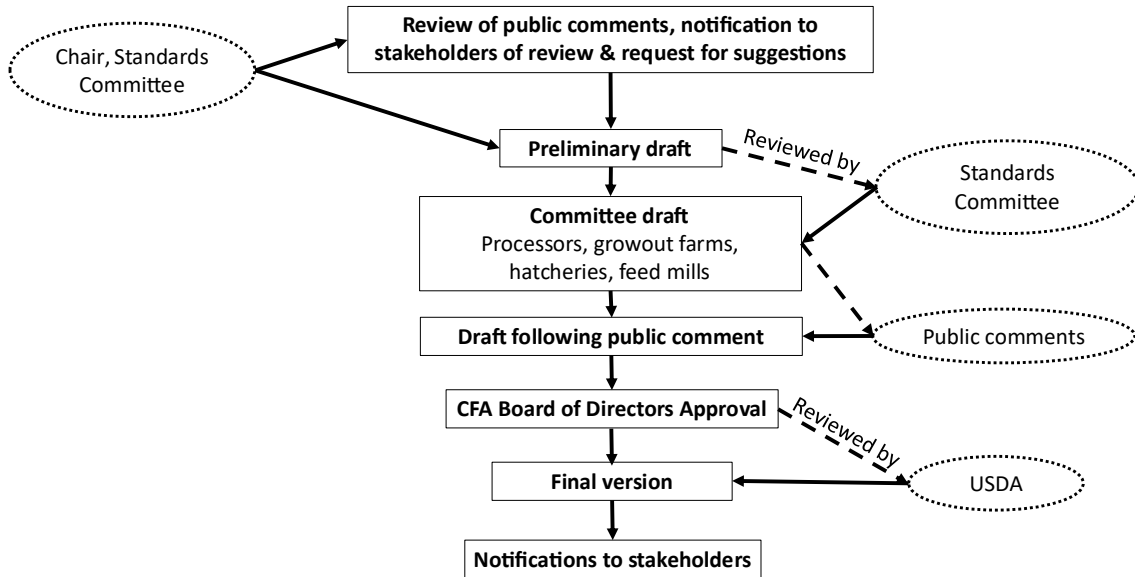 Review of public comments, notification to
stakeholders of review & request for suggestions
Chair, Standards
Committee
Preliminary draft
Reviewed by
Standards
Committee
Committee draft
Processors, growout farms,
hatcheries, feed mills
Draft following public comment
Public comments
CFA Board of Directors Approval
Reviewed by
Final version
USDA
Notifications to stakeholders